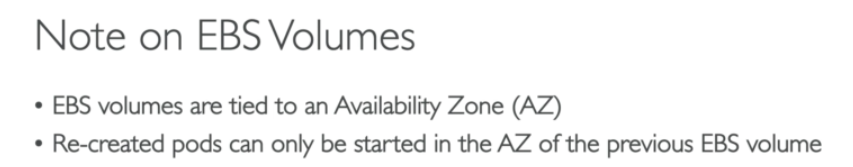 Note on EBS Volumes
• EBS volumes are tied to an Availability Zone (AZ)
• Re-created pods can only be started in the AZ of the previous EBS volume